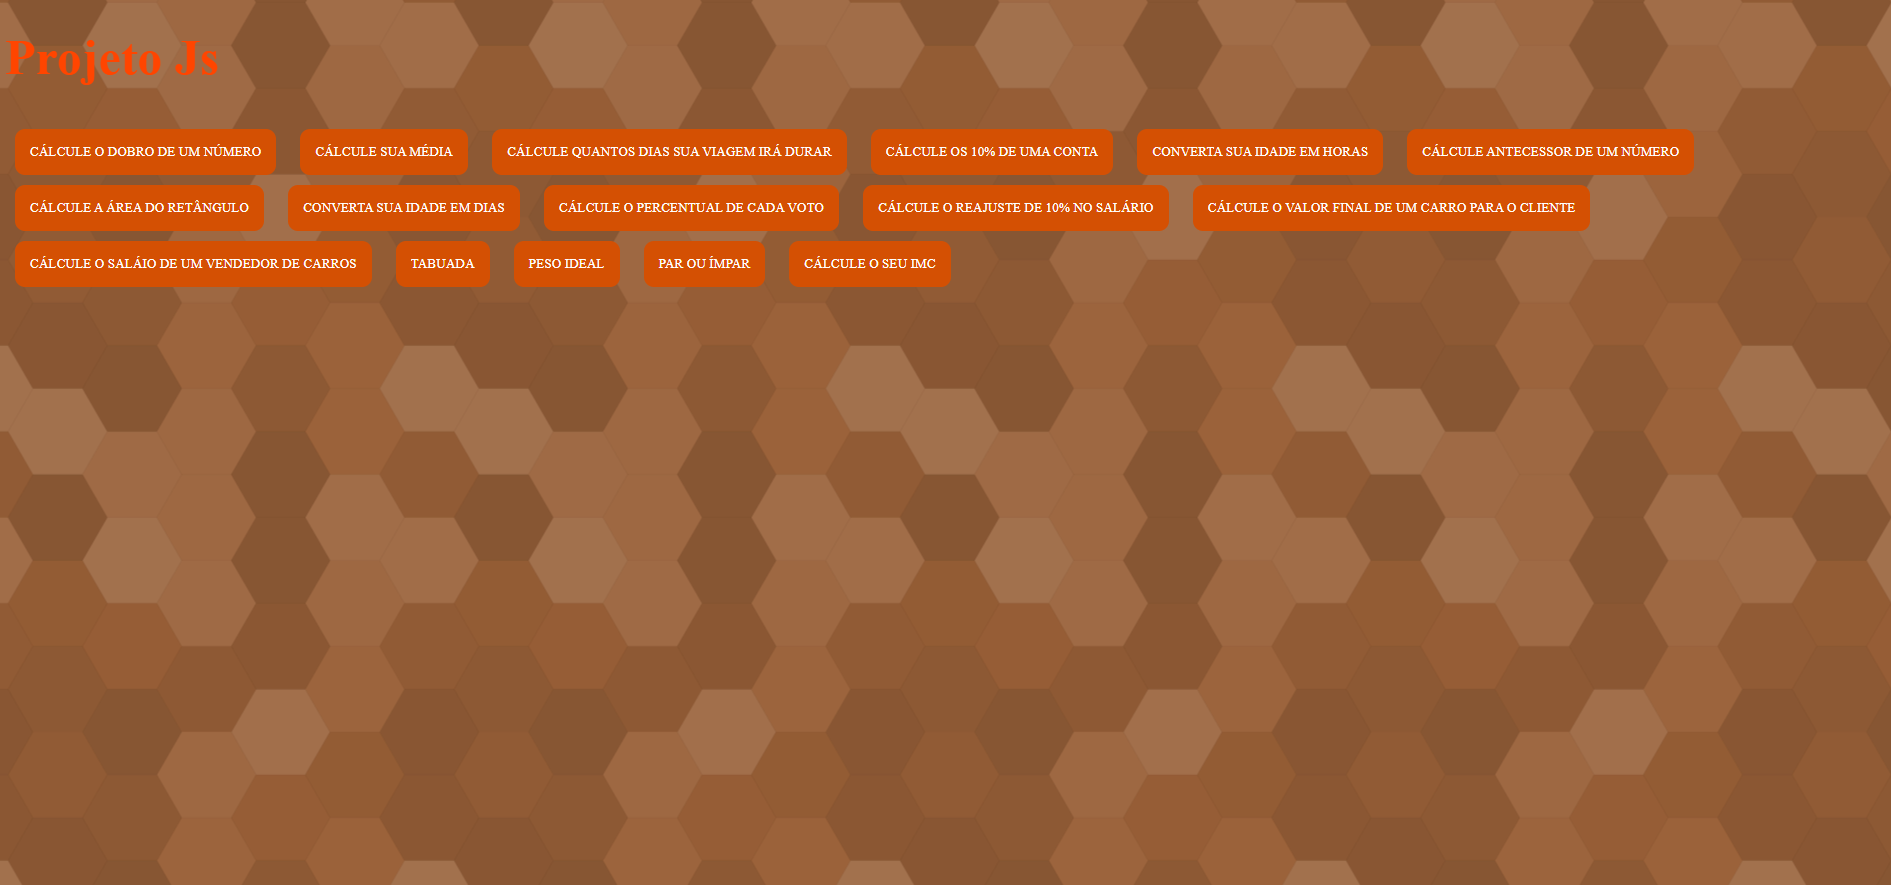 Projeto Js
CÁLCULE O DOBRO DE UM NÚMERO CÁLCULE SUA MÉDIA CÁLCULE QUANTOS DIAS SUA VIAGEM IRÁ DURAR CÁLCULE OS 10% DE UMA CONTA CONVERTA SUA IDADE EM HORAS CÁLCULE ANTECESSOR DE UM NÚMERO
CÁLCULE A ÁREA DO RETÂNGULO CONVERTA SUA IDADE EM DIAS CÁLCULE O PERCENTUAL DE CADA VOTO CÁLCULE O REAJUSTE DE 10% NO SALÁRIO CÁLCULE O VALOR FINAL DE UM CARRO PARA O CLIENTE
CÁLCULE O SALÁIO DE UM VENDEDOR DE CARROS TABUADA PESO IDEAL PAR OU ÍMPAR CÁLCULE O SEU IMC